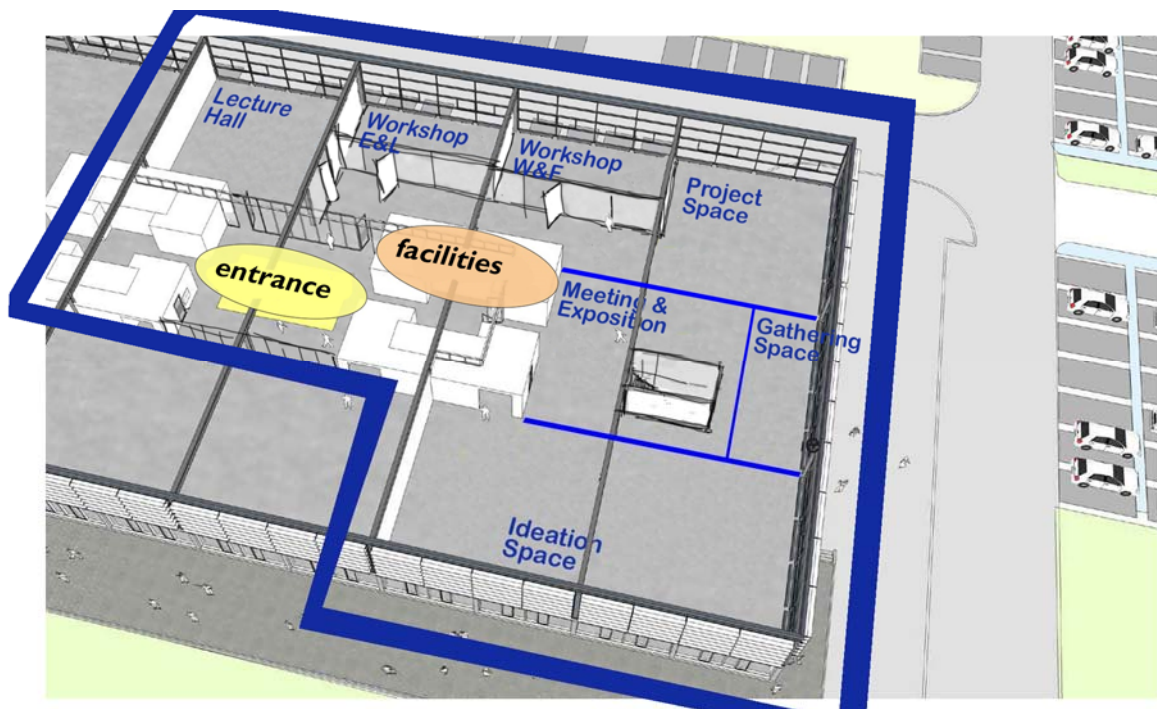 Lecture
Hall
Workshop
E&L
Workshop
W&F
Project
Space
entrance
facilities
Meeting &
Exposition
Gathering
Space
Ideation
Space